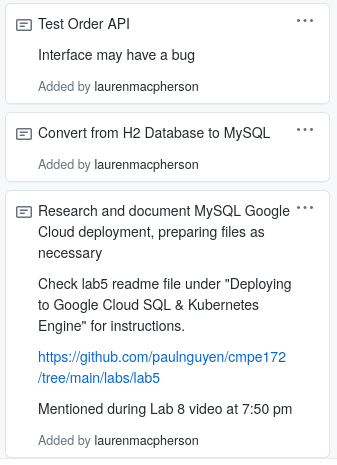 Test Order API
Interface may have a bug
Added by laurenmacpherson
Convert from H2 Database to MySQL
Added by laurenmacpherson
Research and document MySQL Google
Cloud deployment, preparing files as
necessary
Check lab5 readme file under "Deploying
to Google Cloud SQL & Kubernetes
Engine" for instructions.
https://github.com/paulnguyen/cmpe172
/tree/main/labs/lab5
Mentioned during Lab 8 video at 7:50 pm
Added by laurenmacpherson